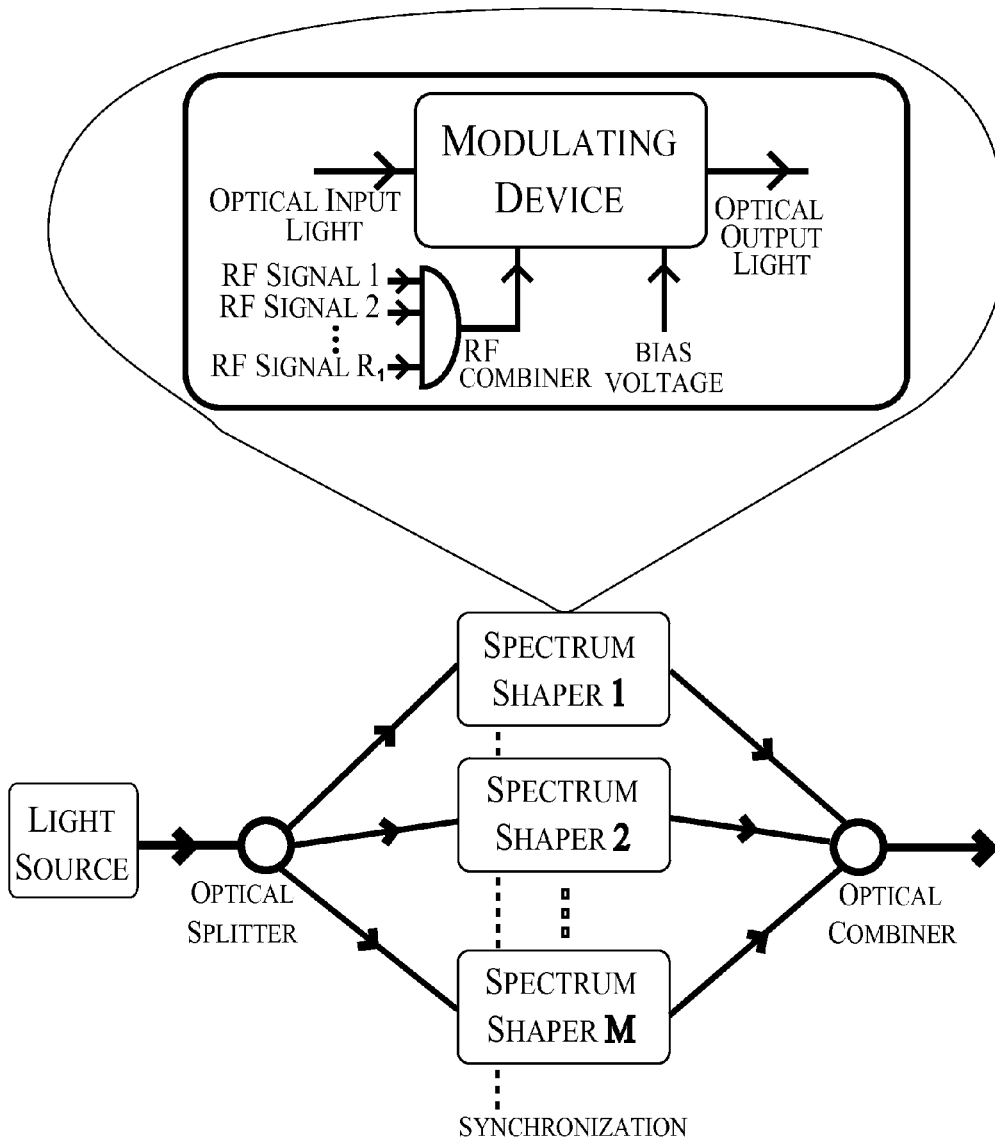 MODULATING
DEVICE
OPTICAL INPUT
LIGHT
OPTICAL
OUTPUT
LIGHT
RF SIGNAL 1
RF SIGNAL 2
RF SIGNAL R₁
RF
COMBINER
BIAS
VOLTAGE
SPECTRUM
SHAPER 1
SPECTRUM
SHAPER 2
LIGHT
SOURCE
OPTICAL
SPLITTER
OPTICAL
COMBINER
SPECTRUM
SHAPER M
SYNCHRONIZATION